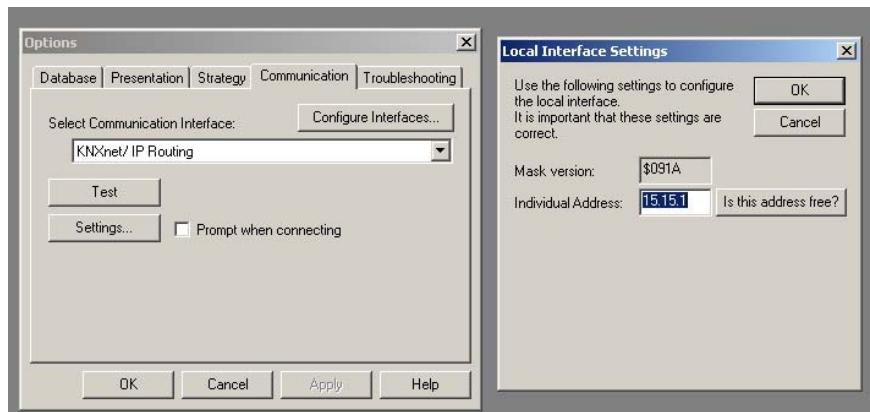 Options
Database
Presentation
Strategy
Communication
Troubleshooting
Select Communication Interface:
Configure Interfaces...
KNXnet/ IP Routing
Test
Settings...
Prompt when connecting
OK
Cancel
Apply
Help
Local Interface Settings
Use the following settings to configure
the local interface.
It is important that these settings are
correct.
OK
Cancel
Mask version:
$091A
Individual Address:
15.15.1
Is this address free?